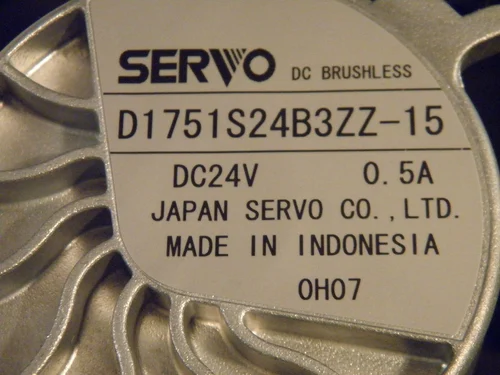 SERVO DC BRUSHLESS
D1751S24B3ZZ-15
DC24V 0.5A
JAPAN SERVO CO.,LTD.
MADE IN INDONESIA
0H07